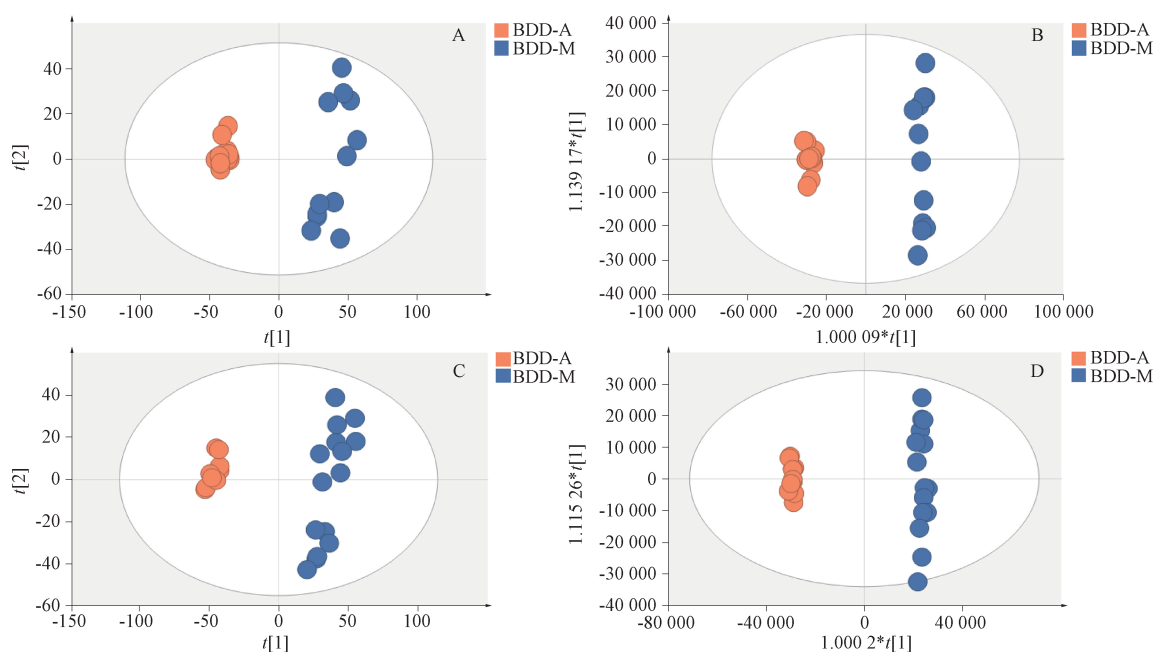 A
BDD-A
BDD-M
40
20
0
-20
-40
-60
t[2]
-150
-100
-50
0
50
100
t[1]
B
BDD-A
BDD-M
40 000
30 000
20 000
10 000
0
-10 000
-20 000
-30 000
-40 000
1.139 17*t[1]
-100 000
-60 000
-20 000
20 000
60 000
100 000
1.000 09*t[1]
C
BDD-A
BDD-M
40
20
0
-20
-40
-60
t[2]
-150
-100
-50
0
50
100
t[1]
D
BDD-A
BDD-M
30 000
20 000
10 000
0
-10 000
-20 000
-30 000
-40 000
1.115 26*t[1]
-80 000
-40 000
0
40 000
1.000 2*t[1]